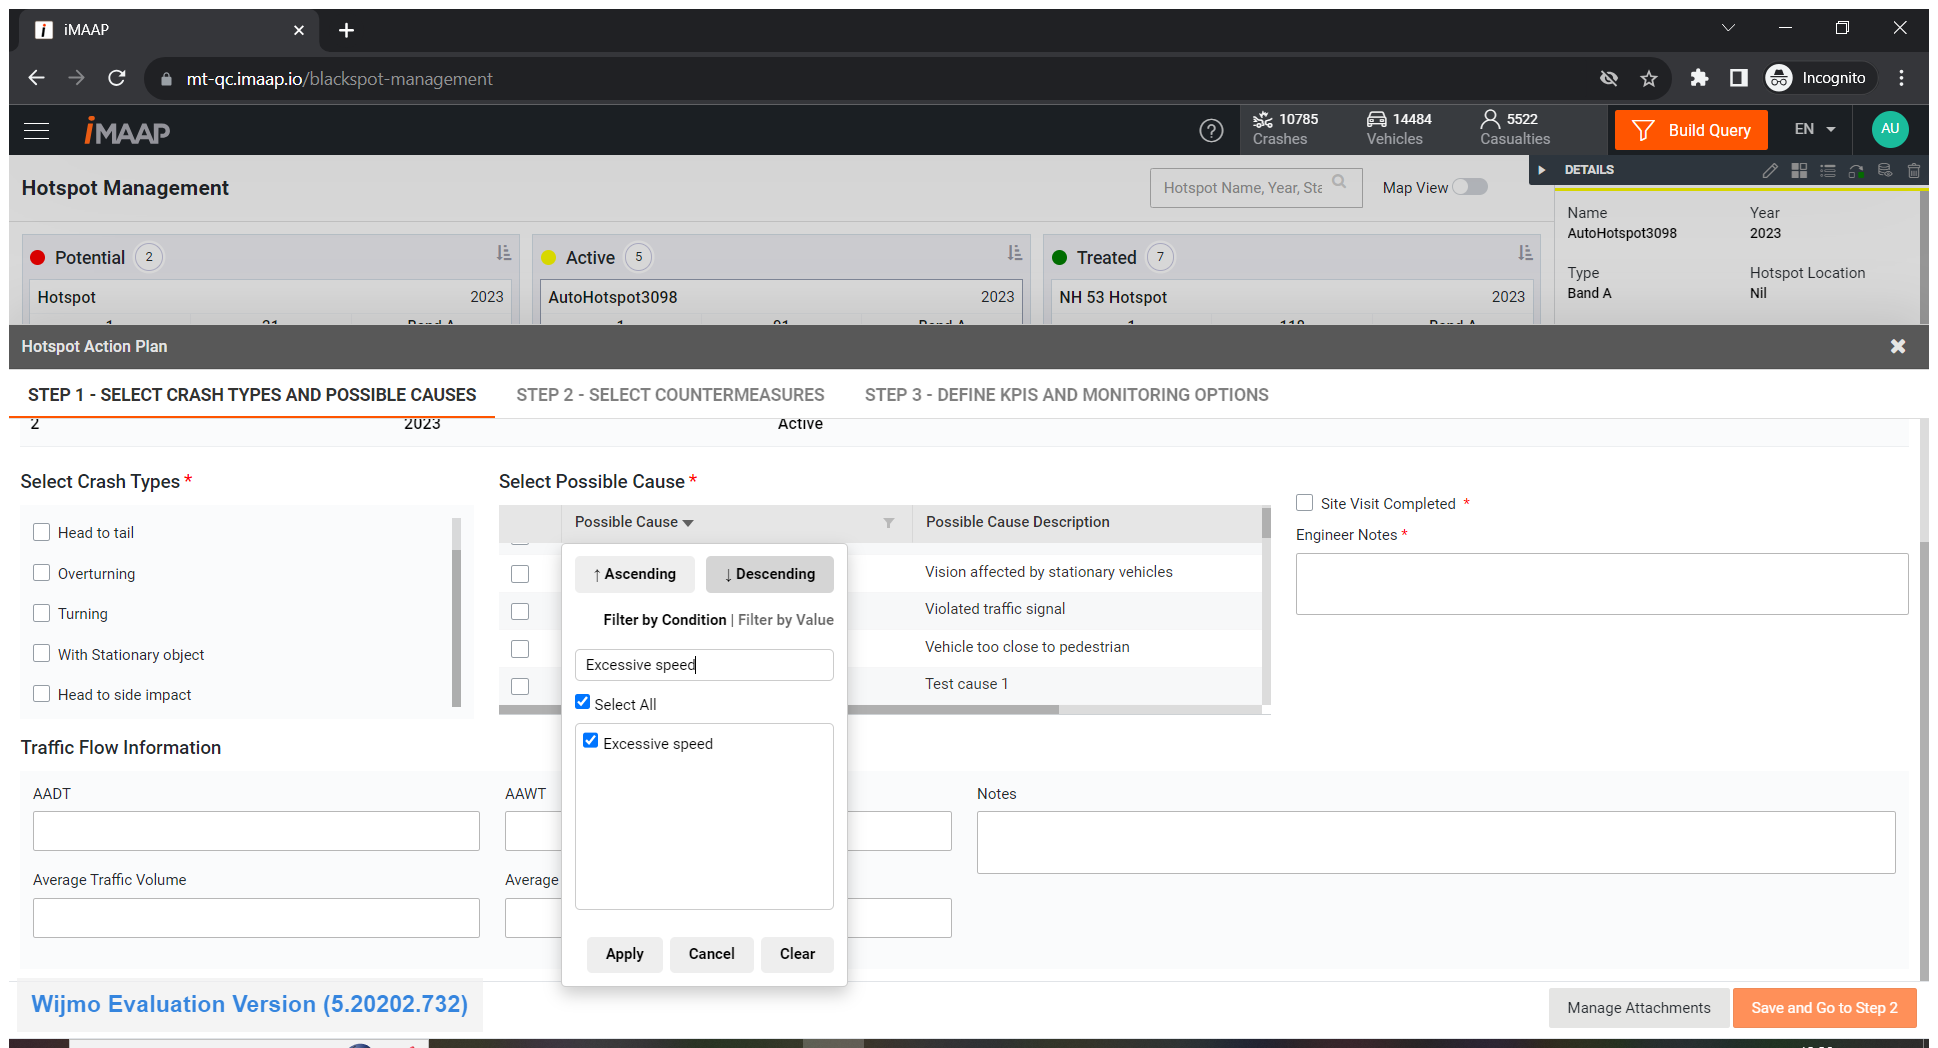 iMAAP
mt-qc.imaap.io/blackspot-management
Incognito
iMAAP
10785
Crashes
14484
Vehicles
5522
Casualties
Build Query
EN
AU
Hotspot Management
Hotspot Name, Year, Sta
Map View
DETAILS
Name
AutoHotspot3098
Year
2023
Type
Band A
Hotspot Location
Nil
Potential 2
Hotspot 2023
Active 5
AutoHotspot3098 2023
Treated 7
NH 53 Hotspot 2023
Hotspot Action Plan
STEP 1 - SELECT CRASH TYPES AND POSSIBLE CAUSES
STEP 2 - SELECT COUNTERMEASURES
STEP 3 - DEFINE KPIS AND MONITORING OPTIONS
2 2023 Active
Select Crash Types *
Head to tail
Overturning
Turning
With Stationary object
Head to side impact
Select Possible Cause *
Possible Cause
Possible Cause Description
Vision affected by stationary vehicles
Violated traffic signal
Vehicle too close to pedestrian
Test cause 1
↑ Ascending
↓ Descending
Filter by Condition | Filter by Value
Excessive speed
Select All
Excessive speed
Apply
Cancel
Clear
Site Visit Completed *
Engineer Notes *
Traffic Flow Information
AADT
AAWT
Notes
Average Traffic Volume
Average
Wijmo Evaluation Version (5.20202.732)
Manage Attachments
Save and Go to Step 2